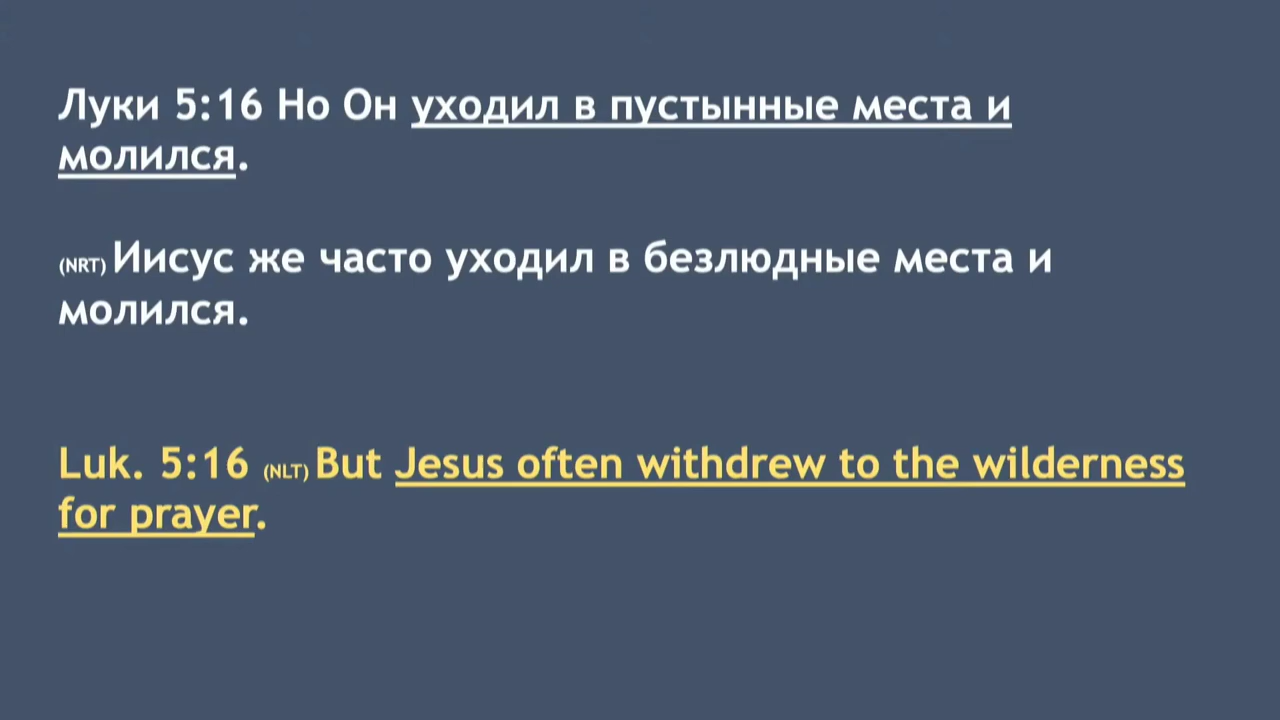 Луки 5:16 Но Он уходил в пустынные места и
молился.
(NRT) Иисус же часто уходил в безлюдные места и
молился.
Luk. 5:16 (NLT) But Jesus often withdrew to the wilderness
for prayer.